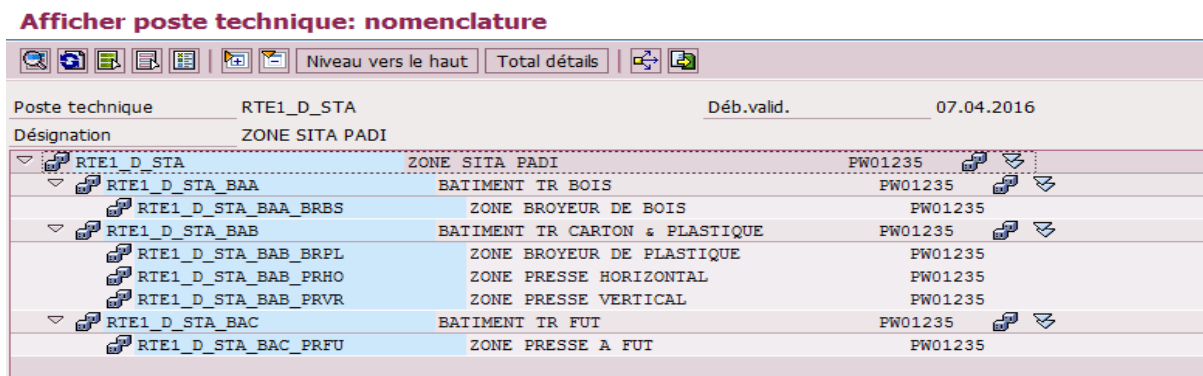 Afficher poste technique: nomenclature
Niveau vers le haut Total détails
Poste technique RTE1_D_STA Déb.valid. 07.04.2016
Désignation ZONE SITA PADI
RTE1_D_STA ZONE SITA PADI PW01235
RTE1_D_STA_BAA BATIMENT TR BOIS PW01235
RTE1_D_STA_BAA_BRBS ZONE BROYEUR DE BOIS PW01235
RTE1_D_STA_BAB BATIMENT TR CARTON & PLASTIQUE PW01235
RTE1_D_STA_BAB_BRPL ZONE BROYEUR DE PLASTIQUE PW01235
RTE1_D_STA_BAB_PRHO ZONE PRESSE HORIZONTAL PW01235
RTE1_D_STA_BAB_PRVR ZONE PRESSE VERTICAL PW01235
RTE1_D_STA_BAC BATIMENT TR FUT PW01235
RTE1_D_STA_BAC_PRFU ZONE PRESSE A FUT PW01235